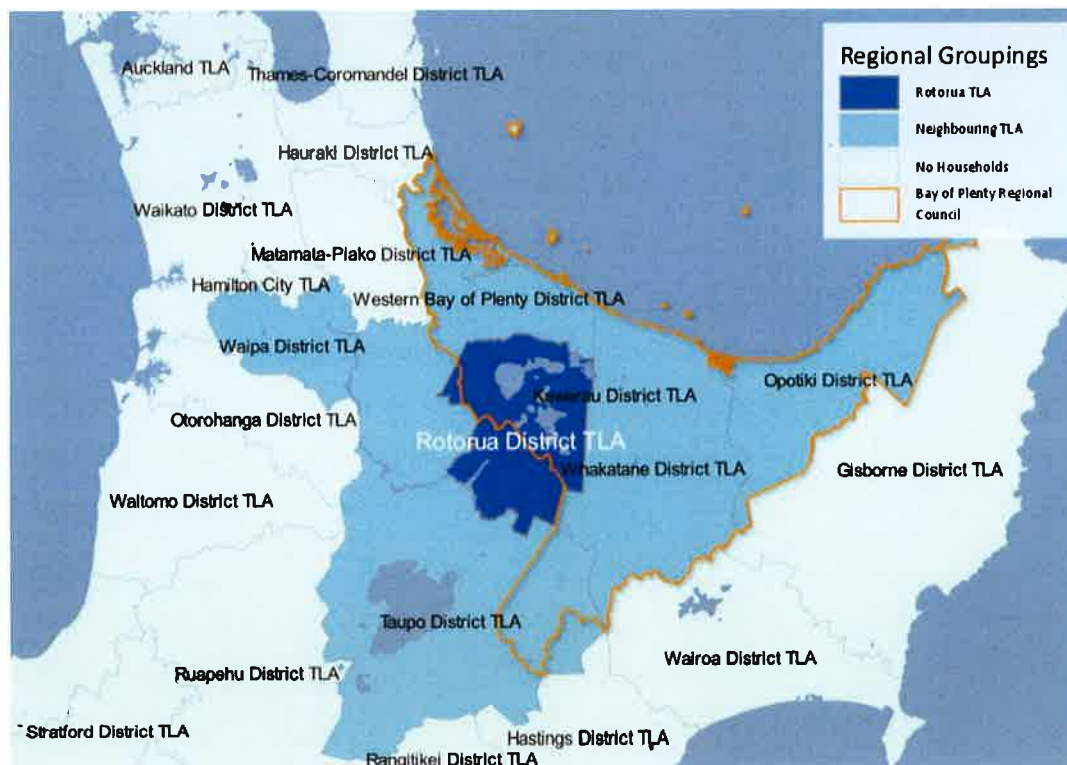 Regional Groupings
Rotorua TLA
Neighbouring TLA
No Households
Bay of Plenty Regional
Council
Auckland TLA
Thames-Coromandel District TLA
Hauraki District TLA
Waikato District TLA
Matamata-Piako District TLA
Hamilton City TLA
Western Bay of Plenty District TLA
Waipa District TLA
Opotiki District TLA
Kawerau District TLA
Otorohanga District TLA
Rotorua District TLA
Whakatane District TLA
Gisborne District TLA
Waitomo District TLA
Taupo District TLA
Wairoa District TLA
Ruapehu District TLA
Stratford District TLA
Hastings District TLA
Rangitikei District TLA